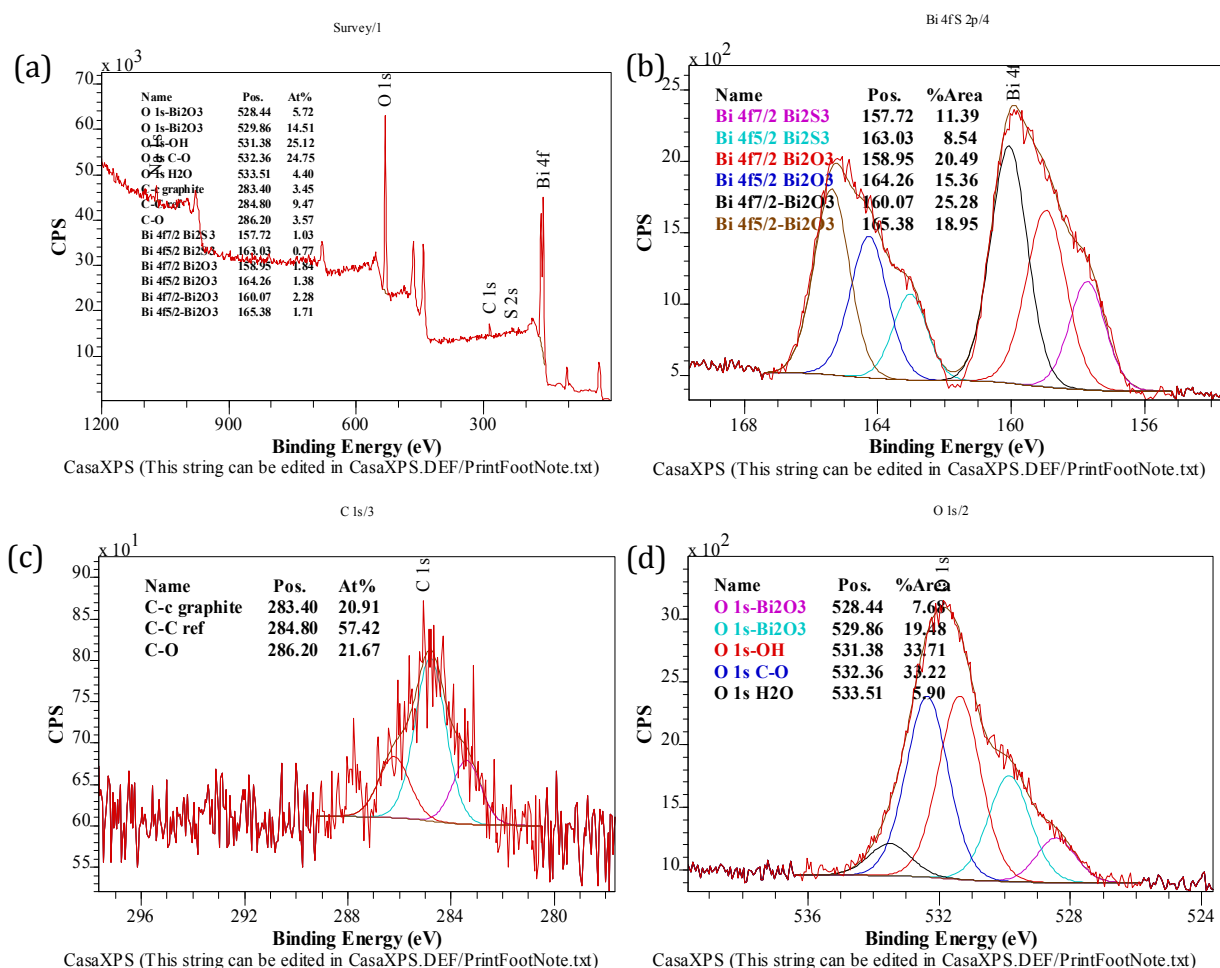 Survey/1
(a)
x 10³
70
60
50
40
30
20
10
CPS
Name Pos. At%
O 1s-Bi2O3 528.44 5.72
O 1s-Bi2O3 529.86 14.51
O 1s-OH 531.38 25.12
O 1s C-O 532.36 24.75
O 1s H2O 533.51 4.40
C-c graphite 283.40 3.45
C-C ref 284.80 9.47
C-O 286.20 3.57
Bi 4f7/2 Bi2S3 157.72 1.03
Bi 4f5/2 Bi2S3 163.03 0.77
Bi 4f7/2 Bi2O3 158.95 1.84
Bi 4f5/2 Bi2O3 164.26 1.38
Bi 4f7/2-Bi2O3 160.07 2.28
Bi 4f5/2-Bi2O3 165.38 1.71
O 1s
C 1s
S 2s
Bi 4f
1200 900 600 300
Binding Energy (eV)
CasaXPS (This string can be edited in CasaXPS.DEF/PrintFootNote.txt)
Bi 4f S 2p/4
(b)
x 10²
25
20
15
10
5
CPS
Name Pos. %Area
Bi 4f7/2 Bi2S3 157.72 11.39
Bi 4f5/2 Bi2S3 163.03 8.54
Bi 4f7/2 Bi2O3 158.95 20.49
Bi 4f5/2 Bi2O3 164.26 15.36
Bi 4f7/2-Bi2O3 160.07 25.28
Bi 4f5/2-Bi2O3 165.38 18.95
Bi 4f
168 164 160 156
Binding Energy (eV)
CasaXPS (This string can be edited in CasaXPS.DEF/PrintFootNote.txt)
C 1s/3
(c)
x 10¹
90
85
80
75
70
65
60
55
CPS
Name Pos. At%
C-c graphite 283.40 20.91
C-C ref 284.80 57.42
C-O 286.20 21.67
C 1s
296 292 288 284 280
Binding Energy (eV)
CasaXPS (This string can be edited in CasaXPS.DEF/PrintFootNote.txt)
O 1s/2
(d)
x 10²
30
25
20
15
10
CPS
Name Pos. %Area
O 1s-Bi2O3 528.44 7.68
O 1s-Bi2O3 529.86 19.48
O 1s-OH 531.38 33.71
O 1s C-O 532.36 33.22
O 1s H2O 533.51 5.90
O 1s
536 532 528 524
Binding Energy (eV)
CasaXPS (This string can be edited in CasaXPS.DEF/PrintFootNote.txt)